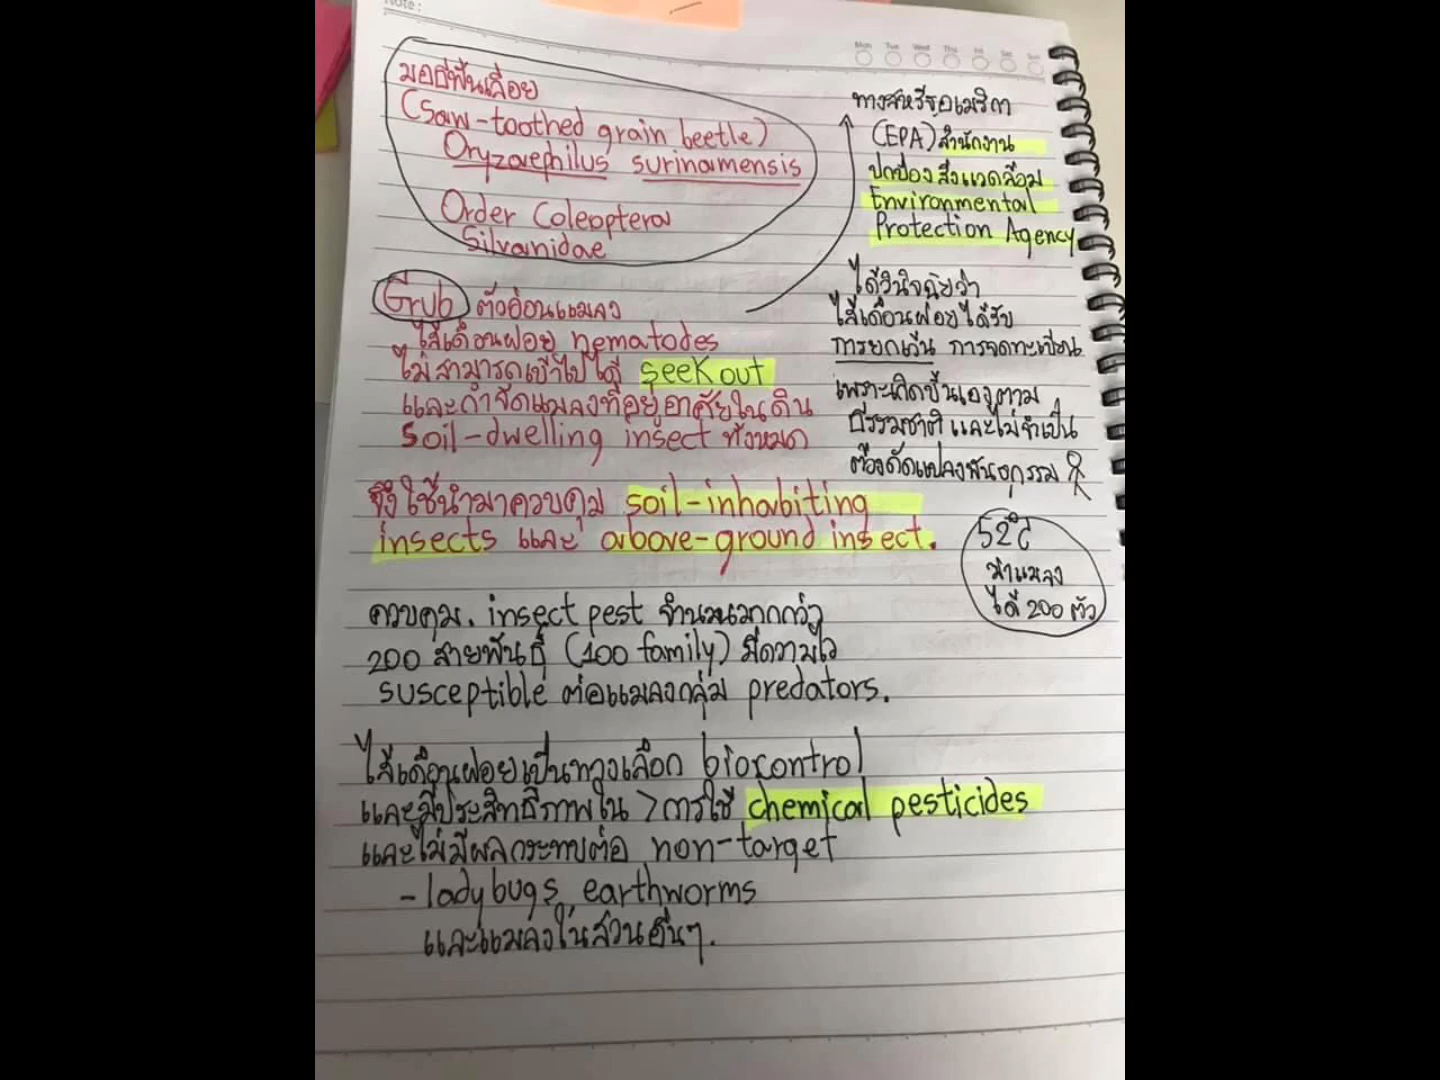 Note :
Mon Tue Wed Thu Fri Sat Sun
มอดฟันเลื่อย
(Saw-toothed grain beetle)
Oryzaephilus surinamensis
Order Coleoptera
Silvanidae
Grub ตัวอ่อนแมลง
ไส้เดือนฝอย nematodes
ไม่สามารถเข้าไปได้ seek out
และกำจัดแมลงที่อยู่อาศัยในดิน
Soil-dwelling insect ทั้งหมด
จึงใช้นำมาควบคุม soil-inhabiting
insects และ above-ground insect.
ควบคุม. insect pest จำนวนมากกว่า
200 สายพันธุ์ (100 family) มีความไว
susceptible ต่อแมลงกลุ่ม predators.
ไส้เดือนฝอยเป็นทางเลือก biocontrol
และมีประสิทธิภาพใน > การใช้ chemical pesticides
และไม่มีผลกระทบต่อ non-target
- ladybugs, earthworms
และแมลงในสวนอื่นๆ.
ทางสหรัฐอเมริกา
(EPA) สำนักงาน
ปกป้องสิ่งแวดล้อม
Environmental
Protection Agency
ได้วินิจฉัยว่า
ไส้เดือนฝอยได้รับ
การยกเว้น การจดทะเบียน
เพราะเกิดขึ้นเองตาม
ธรรมชาติ และไม่จำเป็น
ต้องดัดแปลงพันธุกรรม
ฆ่าแมลง
ได้ 200 ตัว